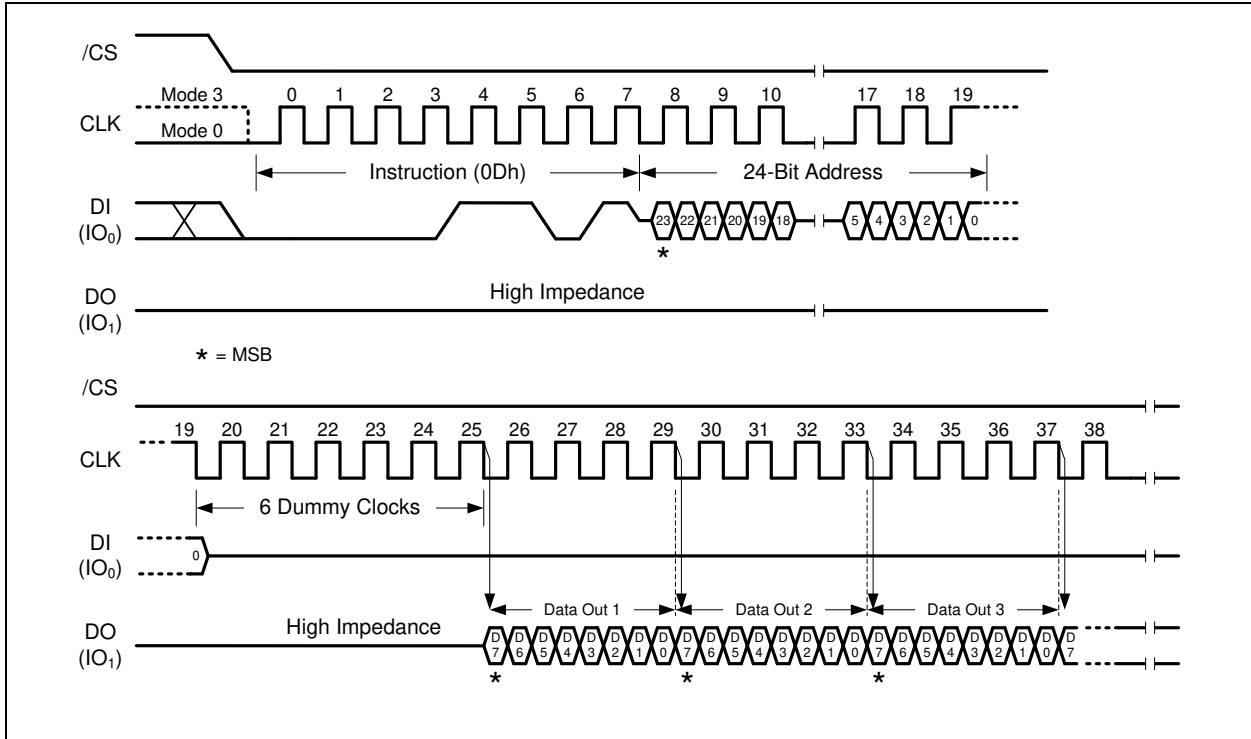 /CS
Mode 3
0 1 2 3 4 5 6 7 8 9 10 17 18 19
CLK
Mode 0
Instruction (0Dh)
24-Bit Address
DI
(IO₀)
23 22 21 20 19 18 5 4 3 2 1 0
*
High Impedance
DO
(IO₁)
* = MSB
/CS
19 20 21 22 23 24 25 26 27 28 29 30 31 32 33 34 35 36 37 38
CLK
6 Dummy Clocks
DI
(IO₀)
0
Data Out 1 Data Out 2 Data Out 3
High Impedance
DO
(IO₁)
D7 D6 D5 D4 D3 D2 D1 D0 D7 D6 D5 D4 D3 D2 D1 D0 D7 D6 D5 D4 D3 D2 D1 D0 D7
* * *